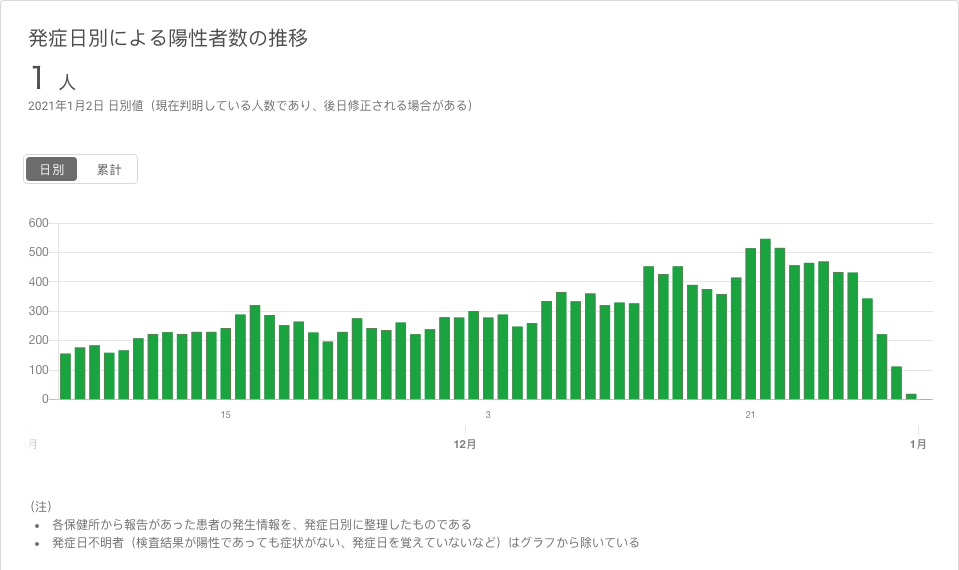 発症日別による陽性者数の推移
1 人
2021年1月2日 日別値（現在判明している人数であり、後日修正される場合がある）
日別 累計
600
500
400
300
200
100
0
15 3 21
月 12月 1月
（注）
• 各保健所から報告があった患者の発生情報を、発症日別に整理したものである
• 発症日不明者（検査結果が陽性であっても症状がない、発症日を覚えていないなど）はグラフから除いている